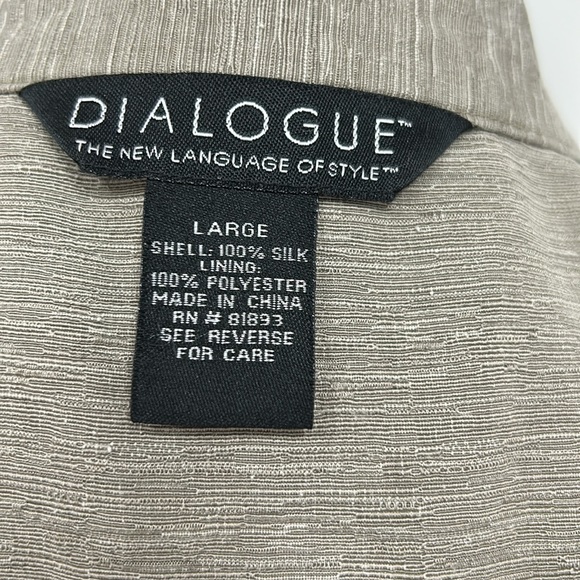 DIALOGUE™
THE NEW LANGUAGE OF STYLE™
LARGE
SHELL: 100% SILK
LINING:
100% POLYESTER
MADE IN CHINA
RN # 81893
SEE REVERSE
FOR CARE